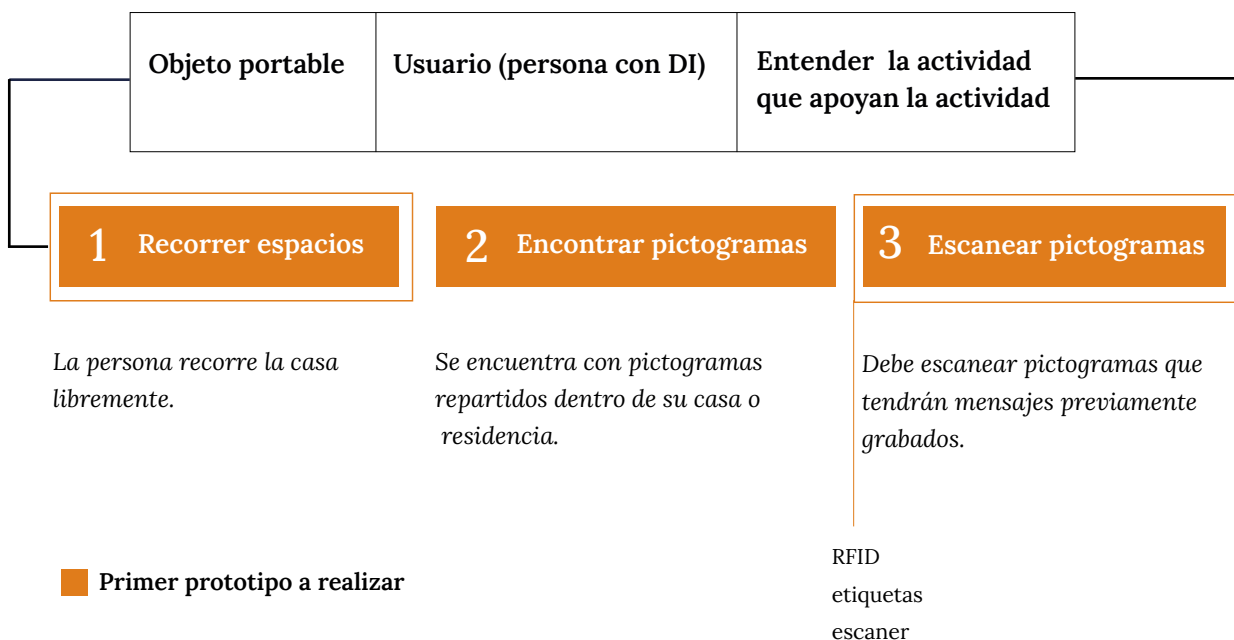 Objeto portable
Usuario (persona con DI)
Entender la actividad
que apoyan la actividad
1 Recorrer espacios
2 Encontrar pictogramas
3 Escanear pictogramas
La persona recorre la casa
libremente.
Se encuentra con pictogramas
repartidos dentro de su casa o
residencia.
Debe escanear pictogramas que
tendrán mensajes previamente
grabados.
Primer prototipo a realizar
RFID
etiquetas
escaner